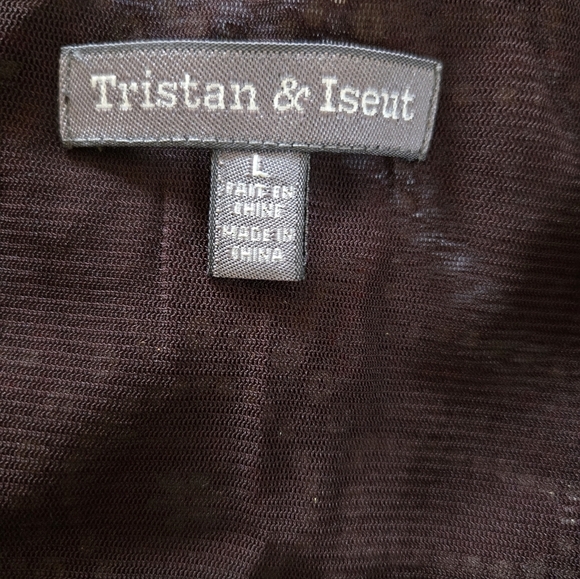 Tristan & Iseut
L
FAIT EN
CHINE
MADE IN
CHINA